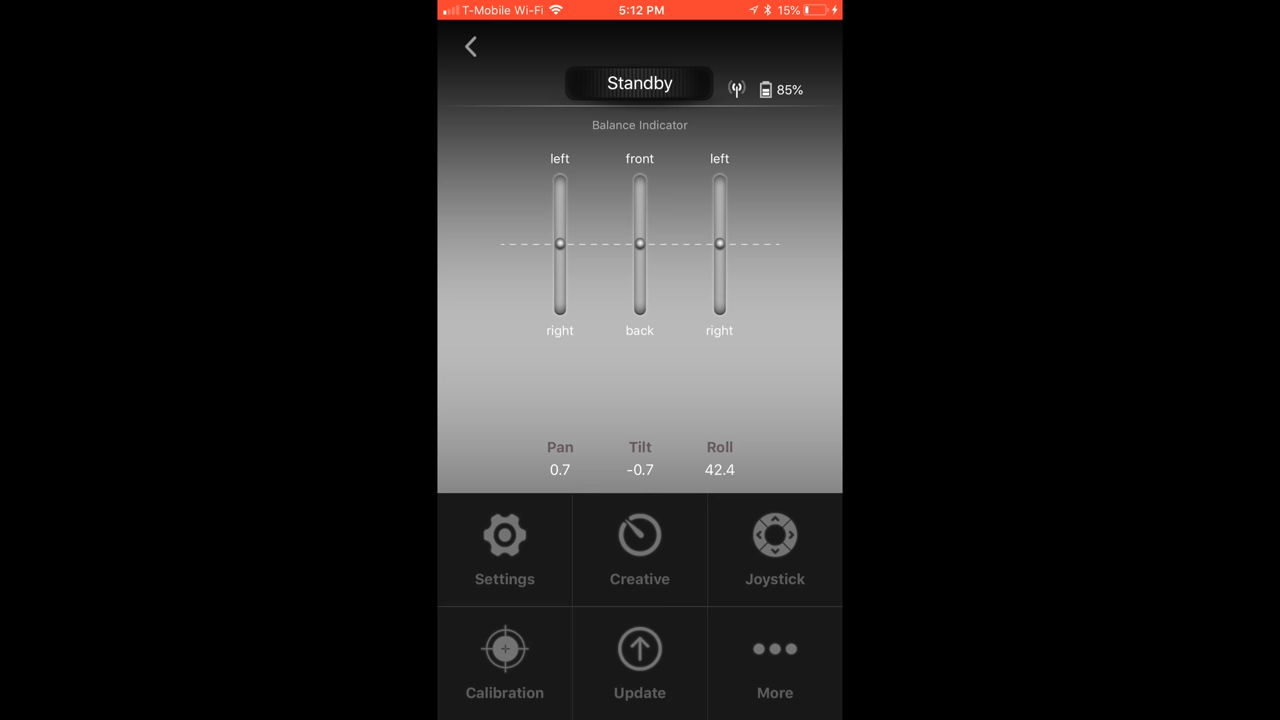 T-Mobile Wi-Fi 5:12 PM 15%
Standby 85%
Balance Indicator
left front left
right back right
Pan Tilt Roll
0.7 -0.7 42.4
Settings Creative Joystick
Calibration Update More